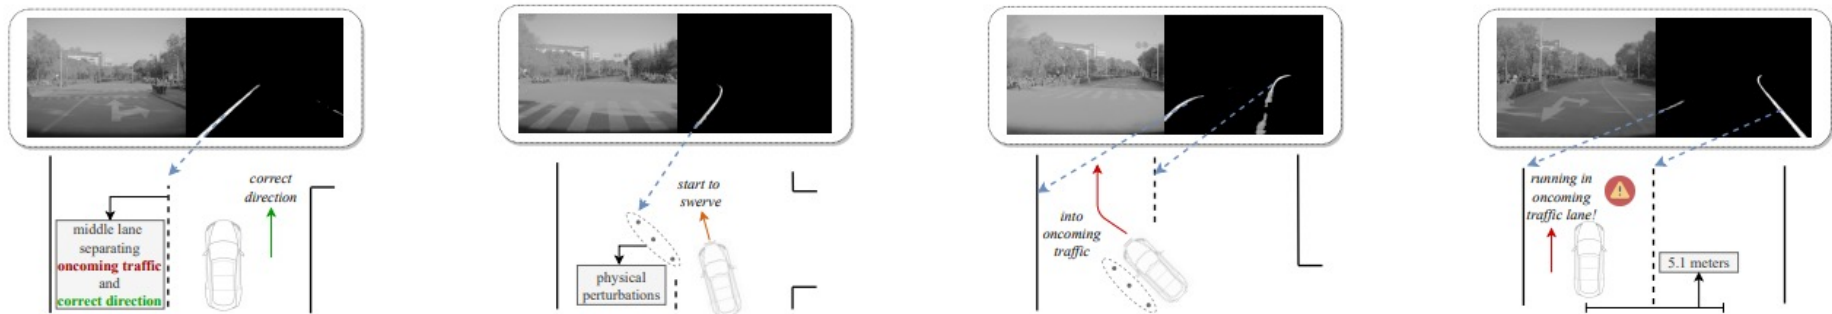 correct
direction
middle lane
separating
oncoming traffic
and
correct direction
start to
swerve
physical
perturbations
into
oncoming
traffic
running in
oncoming
traffic lane!
5.1 meters